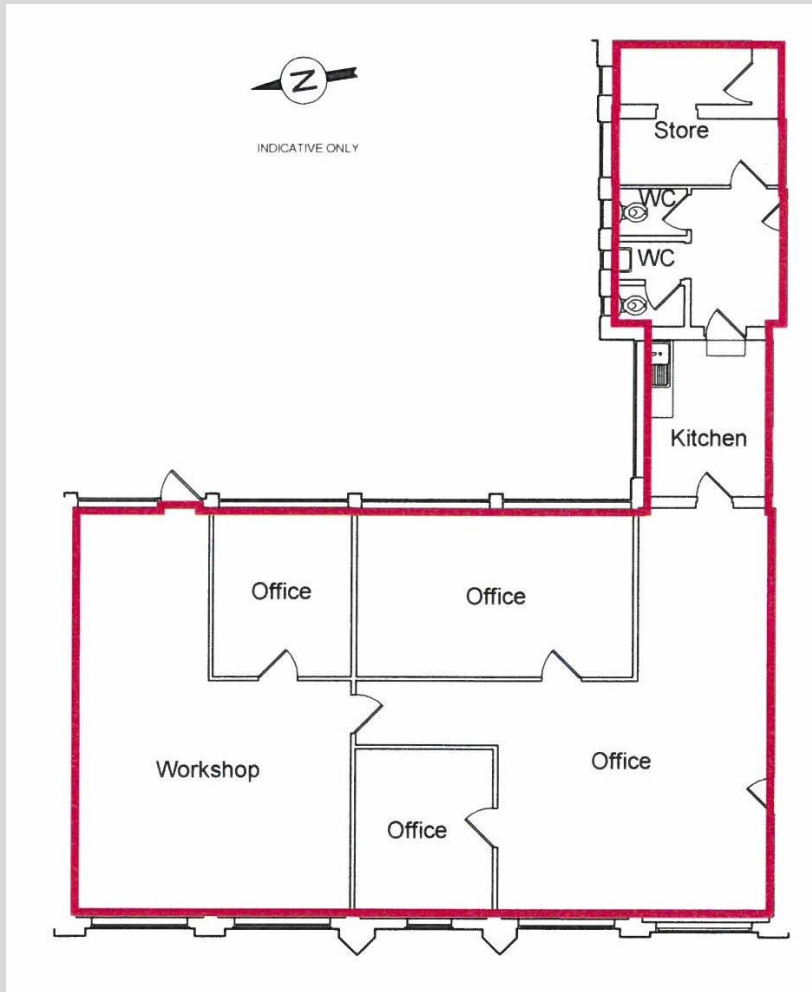 N
INDICATIVE ONLY
Store
WC
WC
Kitchen
Office
Office
Workshop
Office
Office